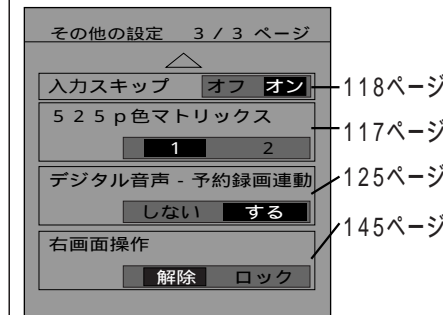 その他の設定 3 / 3 ページ
入力スキップ オフ オン 118ページ
５２５ｐ色マトリックス 117ページ
1 2
デジタル音声 - 予約録画連動 125ページ
しない する
右画面操作 145ページ
解除 ロック